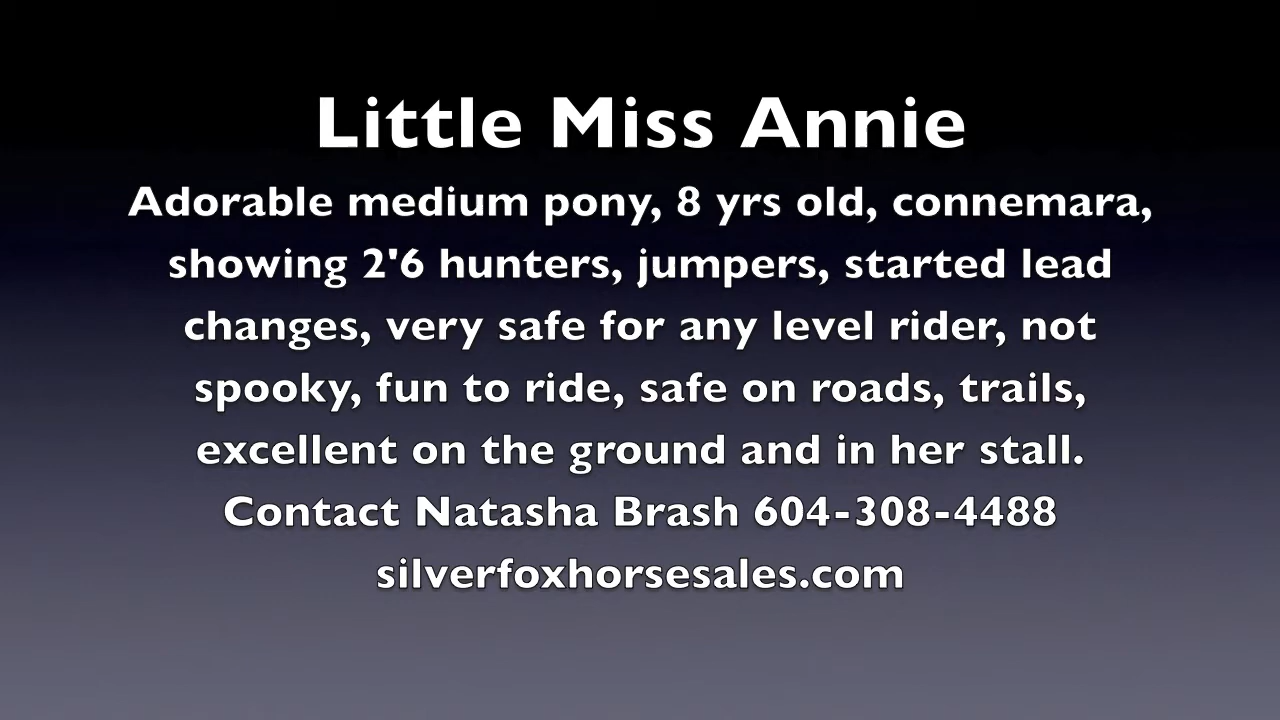 Little Miss Annie
Adorable medium pony, 8 yrs old, connemara,
showing 2'6 hunters, jumpers, started lead
changes, very safe for any level rider, not
spooky, fun to ride, safe on roads, trails,
excellent on the ground and in her stall.
Contact Natasha Brash 604-308-4488
silverfoxhorsesales.com